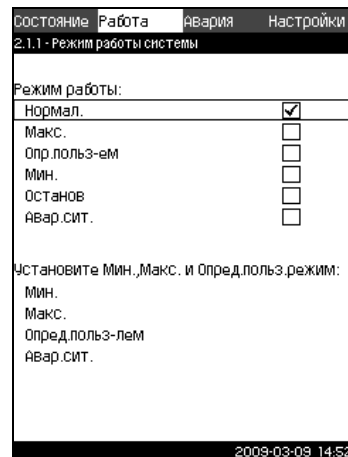 Состояние Работа Авария Настройки
2.1.1 - Режим работы системы
Режим работы:
Нормал.
Макс.
Опр.польз-ем
Мин.
Останов
Авар.сит.
Установите Мин.,Макс. и Опред.польз.режим:
Мин.
Макс.
Опред.польз-лем
Авар.сит.
2009-03-09 14:52